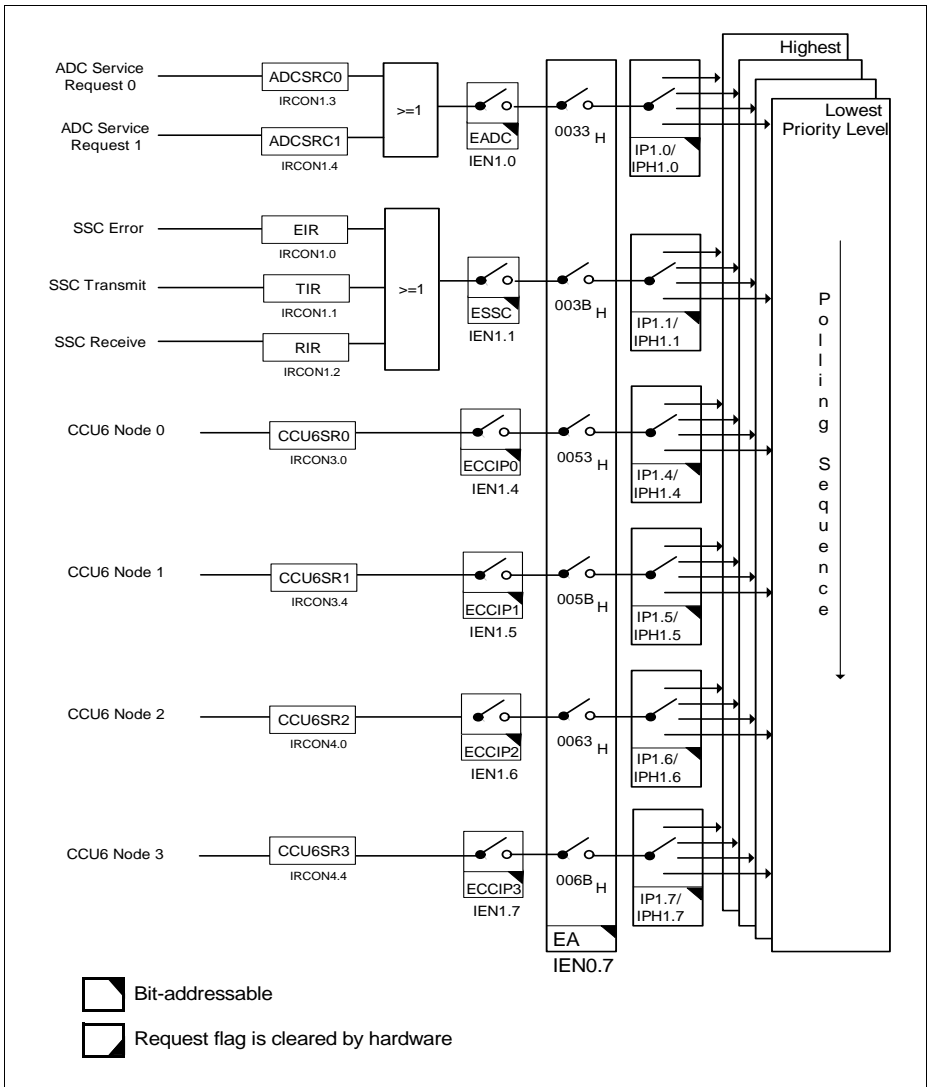 Highest
Lowest
Priority Level
Polling Sequence
ADC Service
Request 0
ADCSRC0
IRCON1.3
ADC Service
Request 1
ADCSRC1
IRCON1.4
>=1
EADC
IEN1.0
0033 H
IP1.0/
IPH1.0
SSC Error
EIR
IRCON1.0
SSC Transmit
TIR
IRCON1.1
SSC Receive
RIR
IRCON1.2
>=1
ESSC
IEN1.1
003B H
IP1.1/
IPH1.1
CCU6 Node 0
CCU6SR0
IRCON3.0
ECCIP0
IEN1.4
0053 H
IP1.4/
IPH1.4
CCU6 Node 1
CCU6SR1
IRCON3.4
ECCIP1
IEN1.5
005B H
IP1.5/
IPH1.5
CCU6 Node 2
CCU6SR2
IRCON4.0
ECCIP2
IEN1.6
0063 H
IP1.6/
IPH1.6
CCU6 Node 3
CCU6SR3
IRCON4.4
ECCIP3
IEN1.7
006B H
IP1.7/
IPH1.7
EA
IEN0.7
Bit-addressable
Request flag is cleared by hardware